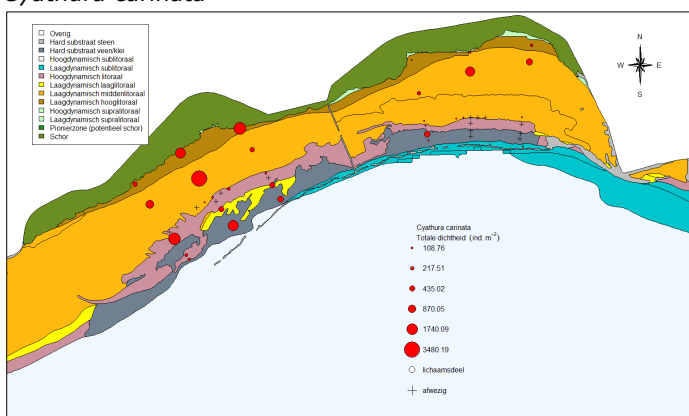 Cyathura carinata
Overig
Hard substraat steen
Hard substraat veen/klei
Hoogdynamisch sublitoraal
Laagdynamisch sublitoraal
Hoogdynamisch litoraal
Laagdynamisch laaglitoraal
Laagdynamisch middenlitoraal
Laagdynamisch hooglitoraal
Hoogdynamisch supralitoraal
Laagdynamisch supralitoraal
Pionierzone (potentieel schor)
Schor
N
W E
S
Cyathura carinata
Totale dichtheid (ind. m⁻²)
108.76
217.51
435.02
870.05
1740.09
3480.19
lichaamsdeel
afwezig